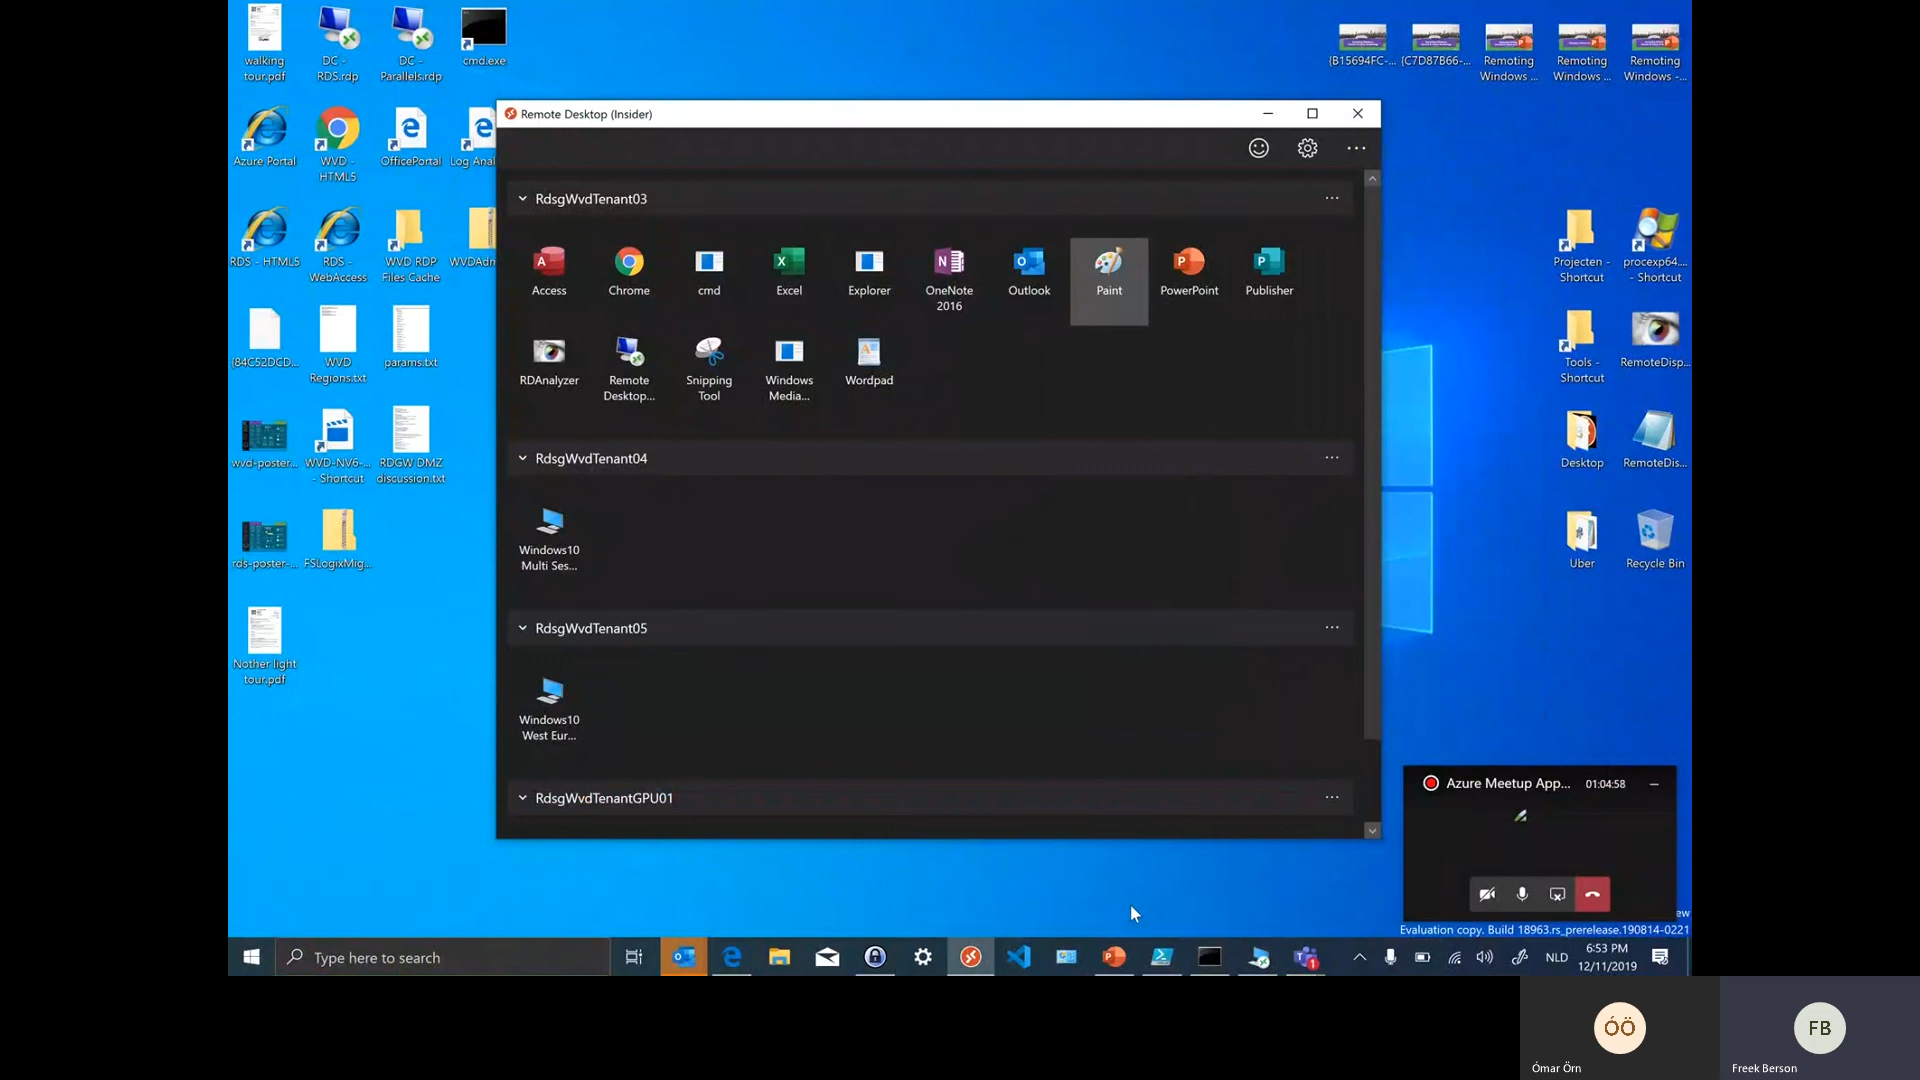 walking
tour.pdf
DC -
RDS.rdp
DC -
Parallels.rdp
cmd.exe
{B15694FC-...
{C7D87B66-...
Remoting
Windows ...
Remoting
Windows ...
Remoting
Windows -...
Azure Portal
WVD -
HTML5
OfficePortal
Log Anal
RDS - HTML5
RDS -
WebAccess
WVD RDP
Files Cache
WVDAdm
{84C52DCD...
WVD
Regions.txt
params.txt
wvd-poster...
WVD-NV6-...
- Shortcut
RDGW DMZ
discussion.txt
rds-poster-...
FSLogixMig...
Nother light
tour.pdf
Remote Desktop (Insider)
RdsgWvdTenant03
Access
Chrome
cmd
Excel
Explorer
OneNote
2016
Outlook
Paint
PowerPoint
Publisher
RDAnalyzer
Remote
Desktop...
Snipping
Tool
Windows
Media...
Wordpad
RdsgWvdTenant04
Windows10
Multi Ses...
RdsgWvdTenant05
Windows10
West Eur...
RdsgWvdTenantGPU01
Projecten -
Shortcut
procexp64....
- Shortcut
Tools -
Shortcut
RemoteDisp...
Desktop
RemoteDis...
Uber
Recycle Bin
Azure Meetup App...
01:04:58
ew
Evaluation copy. Build 18963.rs_prerelease.190814-0221
Type here to search
1
NLD
6:53 PM
12/11/2019
ÓÖ
Ómar Örn
FB
Freek Berson